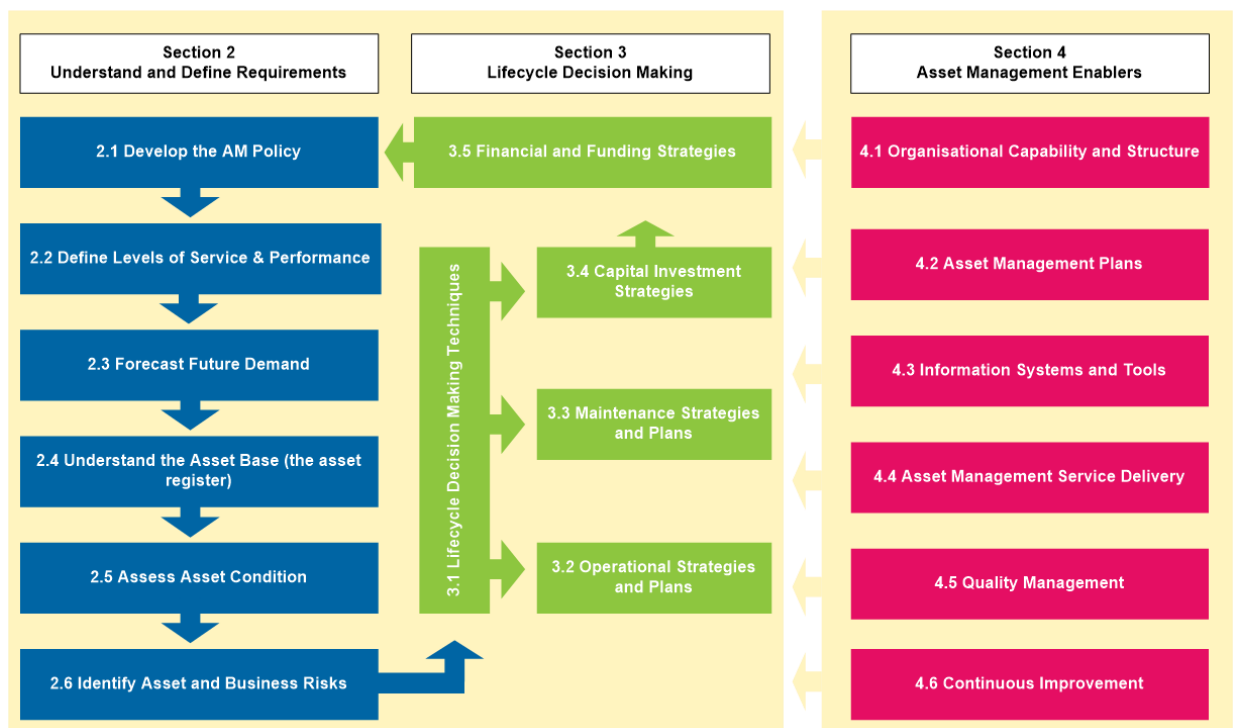 Section 2
Understand and Define Requirements
2.1 Develop the AM Policy
2.2 Define Levels of Service & Performance
2.3 Forecast Future Demand
2.4 Understand the Asset Base (the asset
register)
2.5 Assess Asset Condition
2.6 Identify Asset and Business Risks
Section 3
Lifecycle Decision Making
3.5 Financial and Funding Strategies
3.1 Lifecycle Decision Making Techniques
3.4 Capital Investment
Strategies
3.3 Maintenance Strategies
and Plans
3.2 Operational Strategies
and Plans
Section 4
Asset Management Enablers
4.1 Organisational Capability and Structure
4.2 Asset Management Plans
4.3 Information Systems and Tools
4.4 Asset Management Service Delivery
4.5 Quality Management
4.6 Continuous Improvement